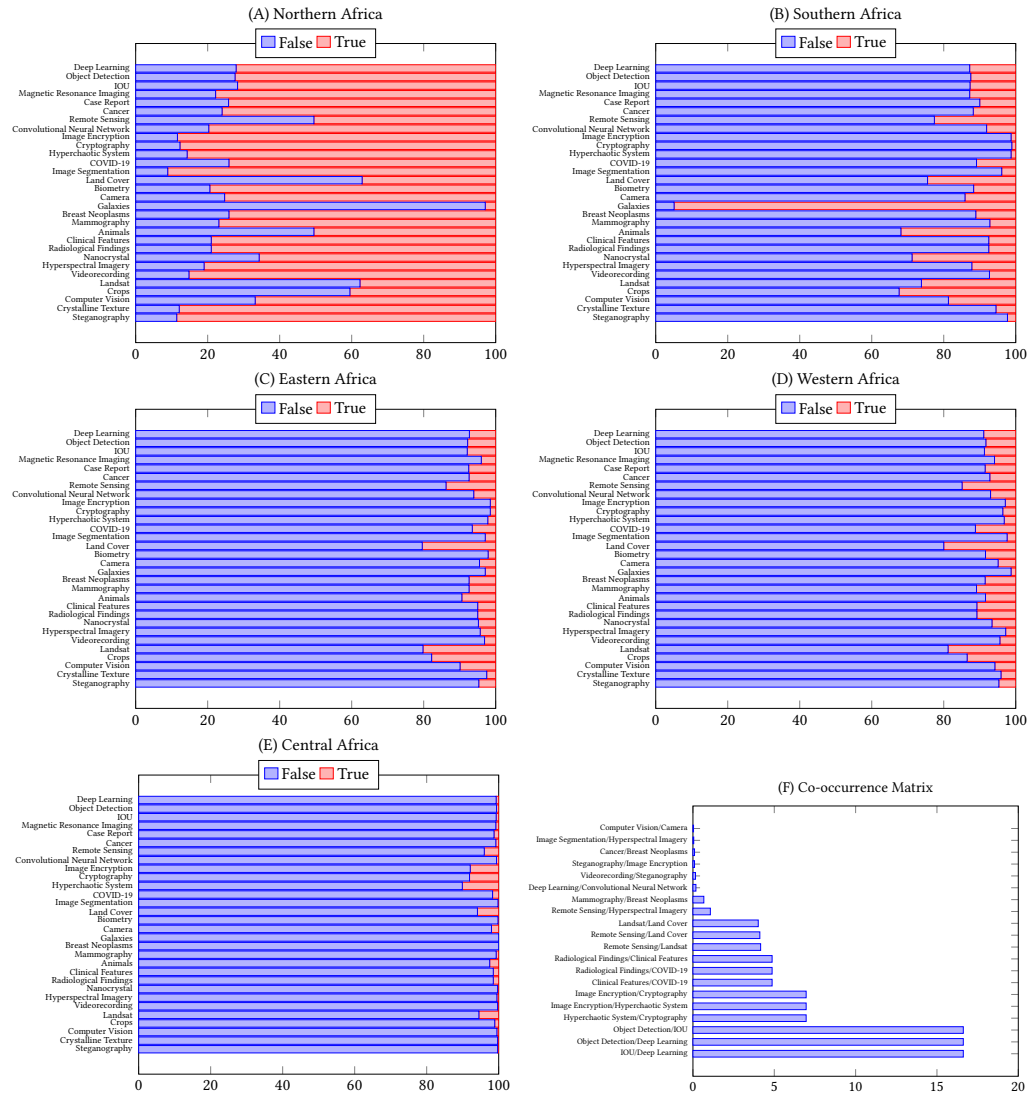 (A) Northern Africa
False True
Deep Learning
Object Detection
IOU
Magnetic Resonance Imaging
Case Report
Cancer
Remote Sensing
Convolutional Neural Network
Image Encryption
Cryptography
Hyperchaotic System
COVID-19
Image Segmentation
Land Cover
Biometry
Camera
Galaxies
Breast Neoplasms
Mammography
Animals
Clinical Features
Radiological Findings
Nanocrystal
Hyperspectral Imagery
Videorecording
Landsat
Crops
Computer Vision
Crystalline Texture
Steganography
0 20 40 60 80 100
(B) Southern Africa
False True
Deep Learning
Object Detection
IOU
Magnetic Resonance Imaging
Case Report
Cancer
Remote Sensing
Convolutional Neural Network
Image Encryption
Cryptography
Hyperchaotic System
COVID-19
Image Segmentation
Land Cover
Biometry
Camera
Galaxies
Breast Neoplasms
Mammography
Animals
Clinical Features
Radiological Findings
Nanocrystal
Hyperspectral Imagery
Videorecording
Landsat
Crops
Computer Vision
Crystalline Texture
Steganography
0 20 40 60 80 100
(C) Eastern Africa
False True
Deep Learning
Object Detection
IOU
Magnetic Resonance Imaging
Case Report
Cancer
Remote Sensing
Convolutional Neural Network
Image Encryption
Cryptography
Hyperchaotic System
COVID-19
Image Segmentation
Land Cover
Biometry
Camera
Galaxies
Breast Neoplasms
Mammography
Animals
Clinical Features
Radiological Findings
Nanocrystal
Hyperspectral Imagery
Videorecording
Landsat
Crops
Computer Vision
Crystalline Texture
Steganography
0 20 40 60 80 100
(D) Western Africa
False True
Deep Learning
Object Detection
IOU
Magnetic Resonance Imaging
Case Report
Cancer
Remote Sensing
Convolutional Neural Network
Image Encryption
Cryptography
Hyperchaotic System
COVID-19
Image Segmentation
Land Cover
Biometry
Camera
Galaxies
Breast Neoplasms
Mammography
Animals
Clinical Features
Radiological Findings
Nanocrystal
Hyperspectral Imagery
Videorecording
Landsat
Crops
Computer Vision
Crystalline Texture
Steganography
0 20 40 60 80 100
(E) Central Africa
False True
Deep Learning
Object Detection
IOU
Magnetic Resonance Imaging
Case Report
Cancer
Remote Sensing
Convolutional Neural Network
Image Encryption
Cryptography
Hyperchaotic System
COVID-19
Image Segmentation
Land Cover
Biometry
Camera
Galaxies
Breast Neoplasms
Mammography
Animals
Clinical Features
Radiological Findings
Nanocrystal
Hyperspectral Imagery
Videorecording
Landsat
Crops
Computer Vision
Crystalline Texture
Steganography
0 20 40 60 80 100
(F) Co-occurrence Matrix
Computer Vision/Camera
Image Segmentation/Hyperspectral Imagery
Cancer/Breast Neoplasms
Steganography/Image Encryption
Videorecording/Steganography
Deep Learning/Convolutional Neural Network
Mammography/Breast Neoplasms
Remote Sensing/Hyperspectral Imagery
Landsat/Land Cover
Remote Sensing/Land Cover
Remote Sensing/Landsat
Radiological Findings/Clinical Features
Radiological Findings/COVID-19
Clinical Features/COVID-19
Image Encryption/Cryptography
Image Encryption/Hyperchaotic System
Hyperchaotic System/Cryptography
Object Detection/IOU
Object Detection/Deep Learning
IOU/Deep Learning
0 5 10 15 20